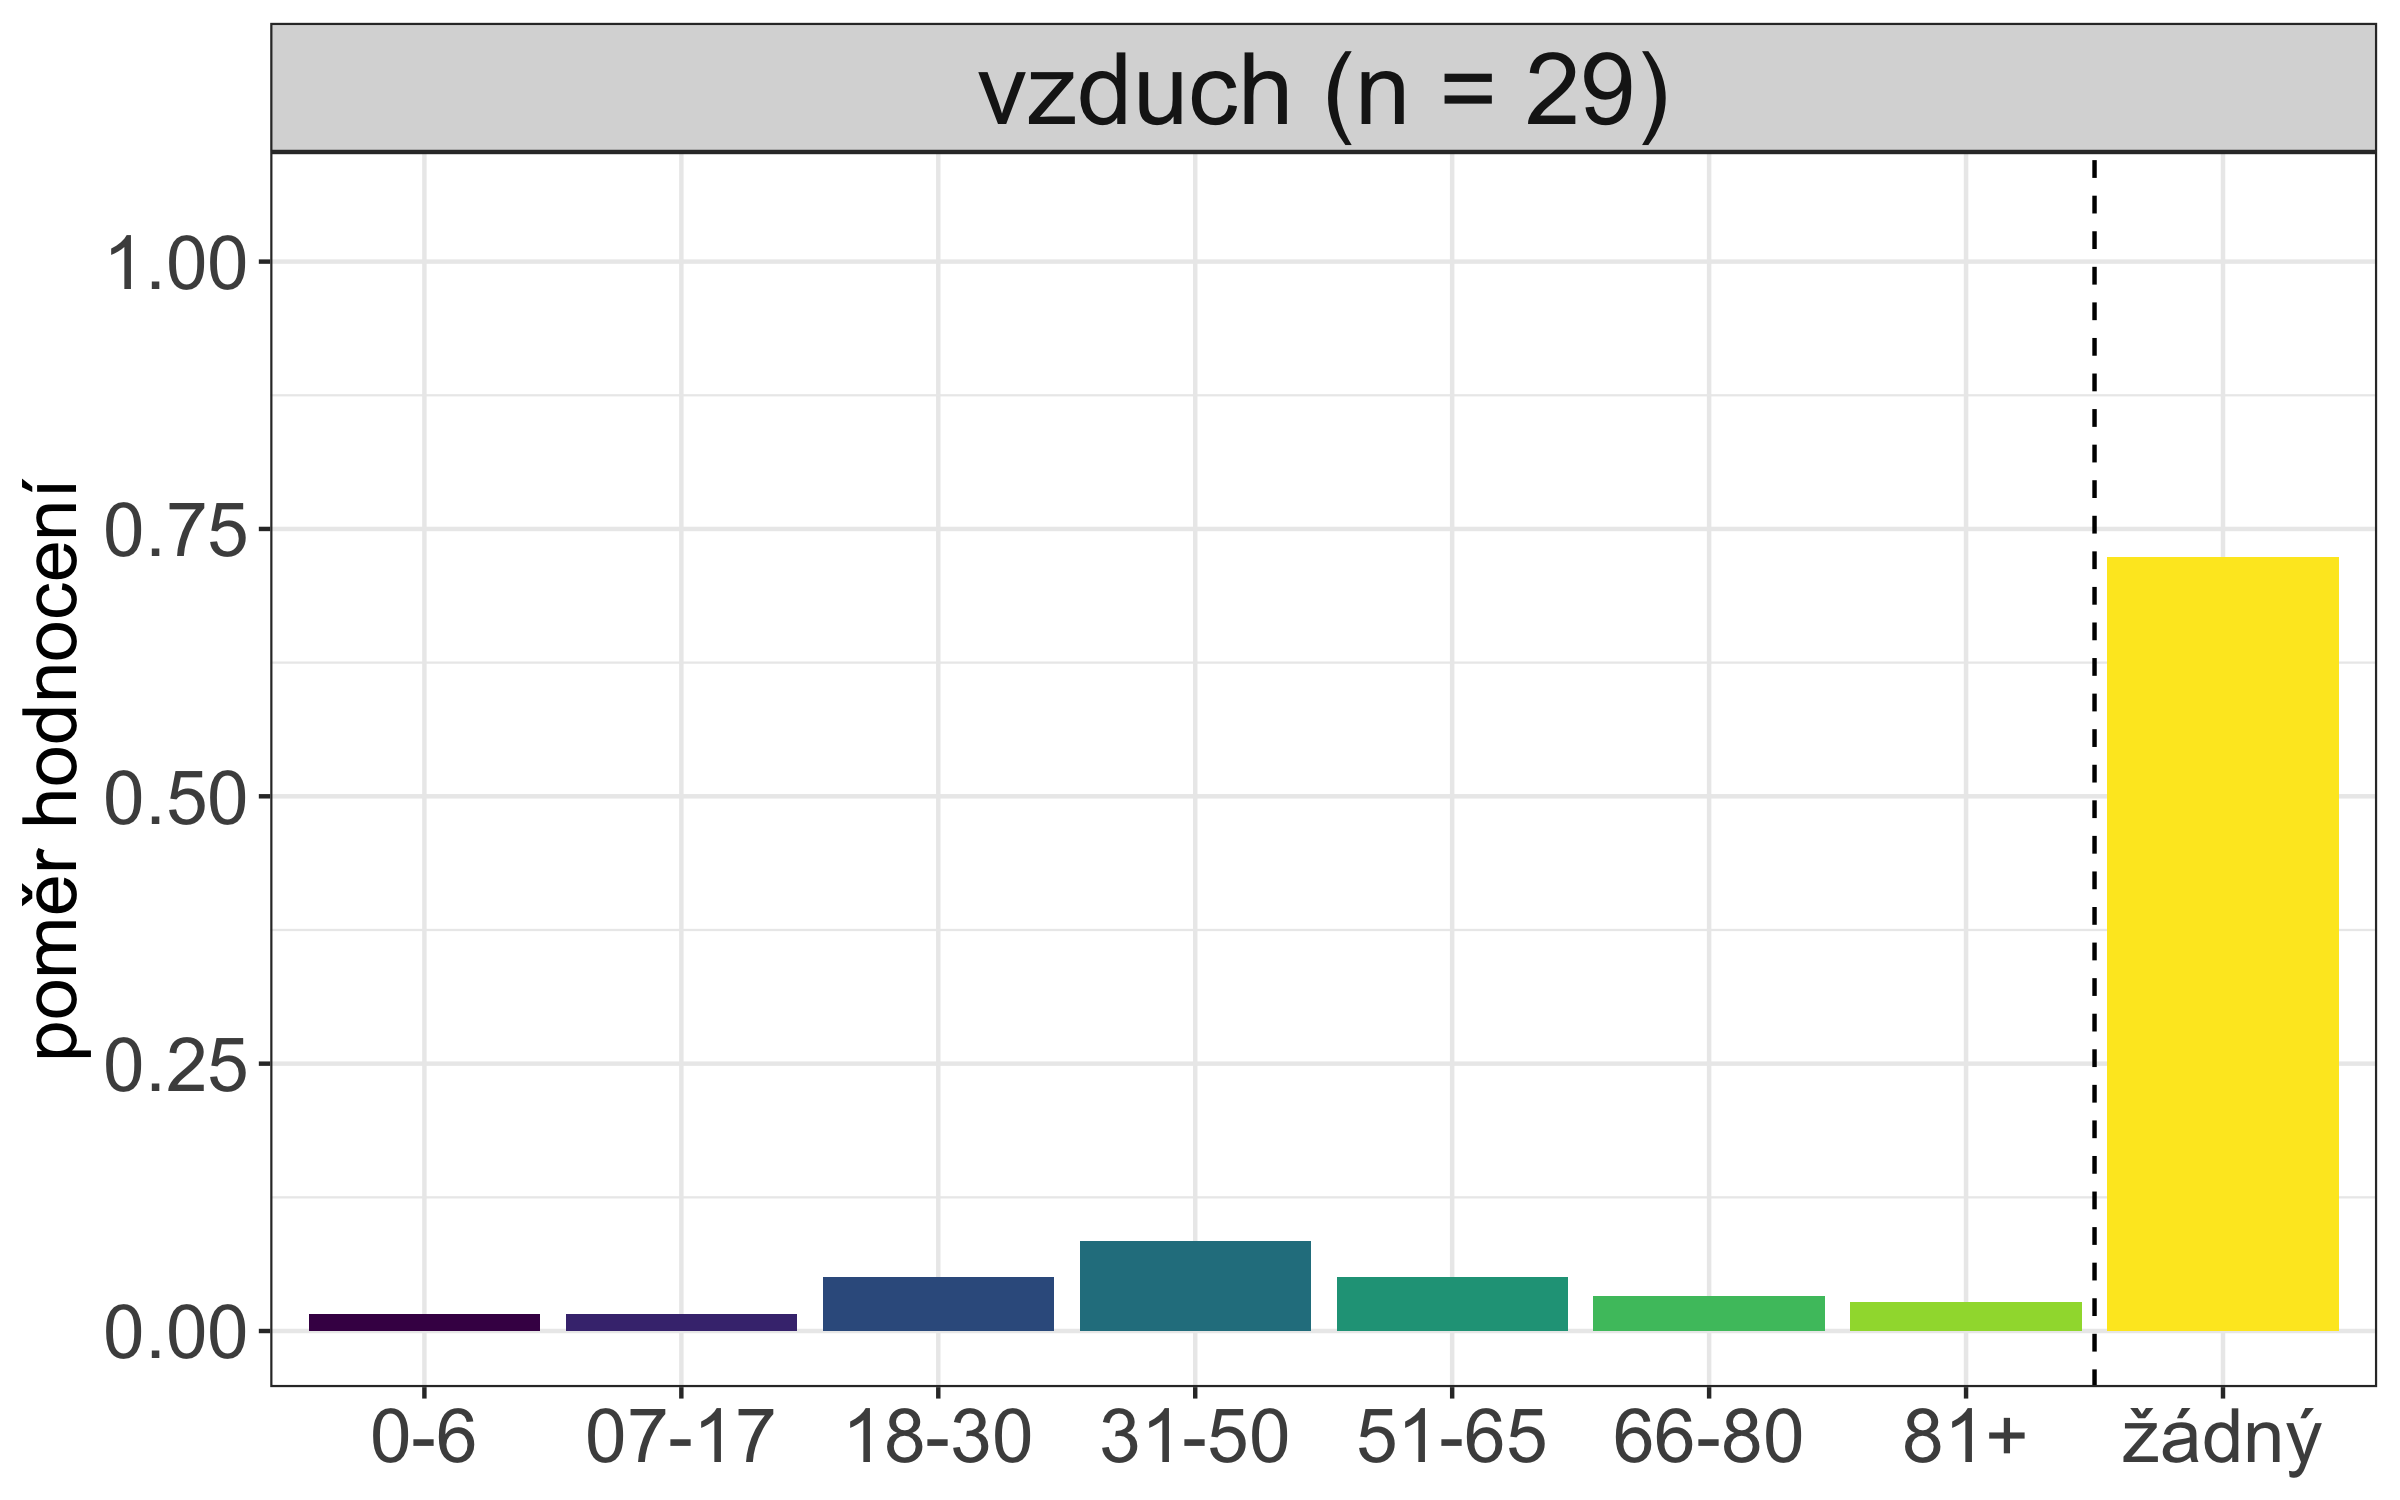 vzduch (n = 29)
poměr hodnocení
1.00
0.75
0.50
0.25
0.00
0-6 07-17 18-30 31-50 51-65 66-80 81+ žádný